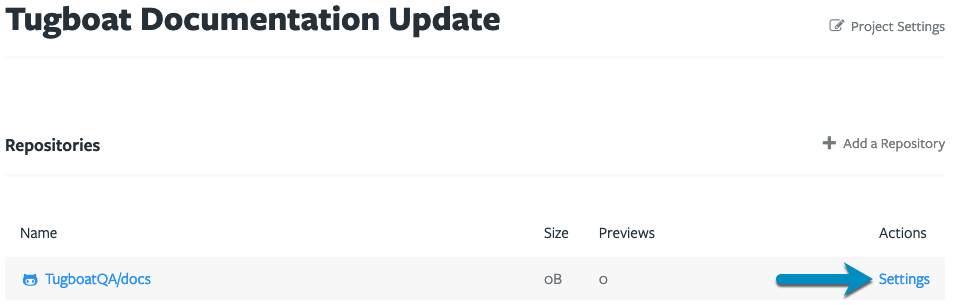 Tugboat Documentation Update
Project Settings
Repositories
Add a Repository
Name Size Previews Actions
TugboatQA/docs 0B 0 Settings